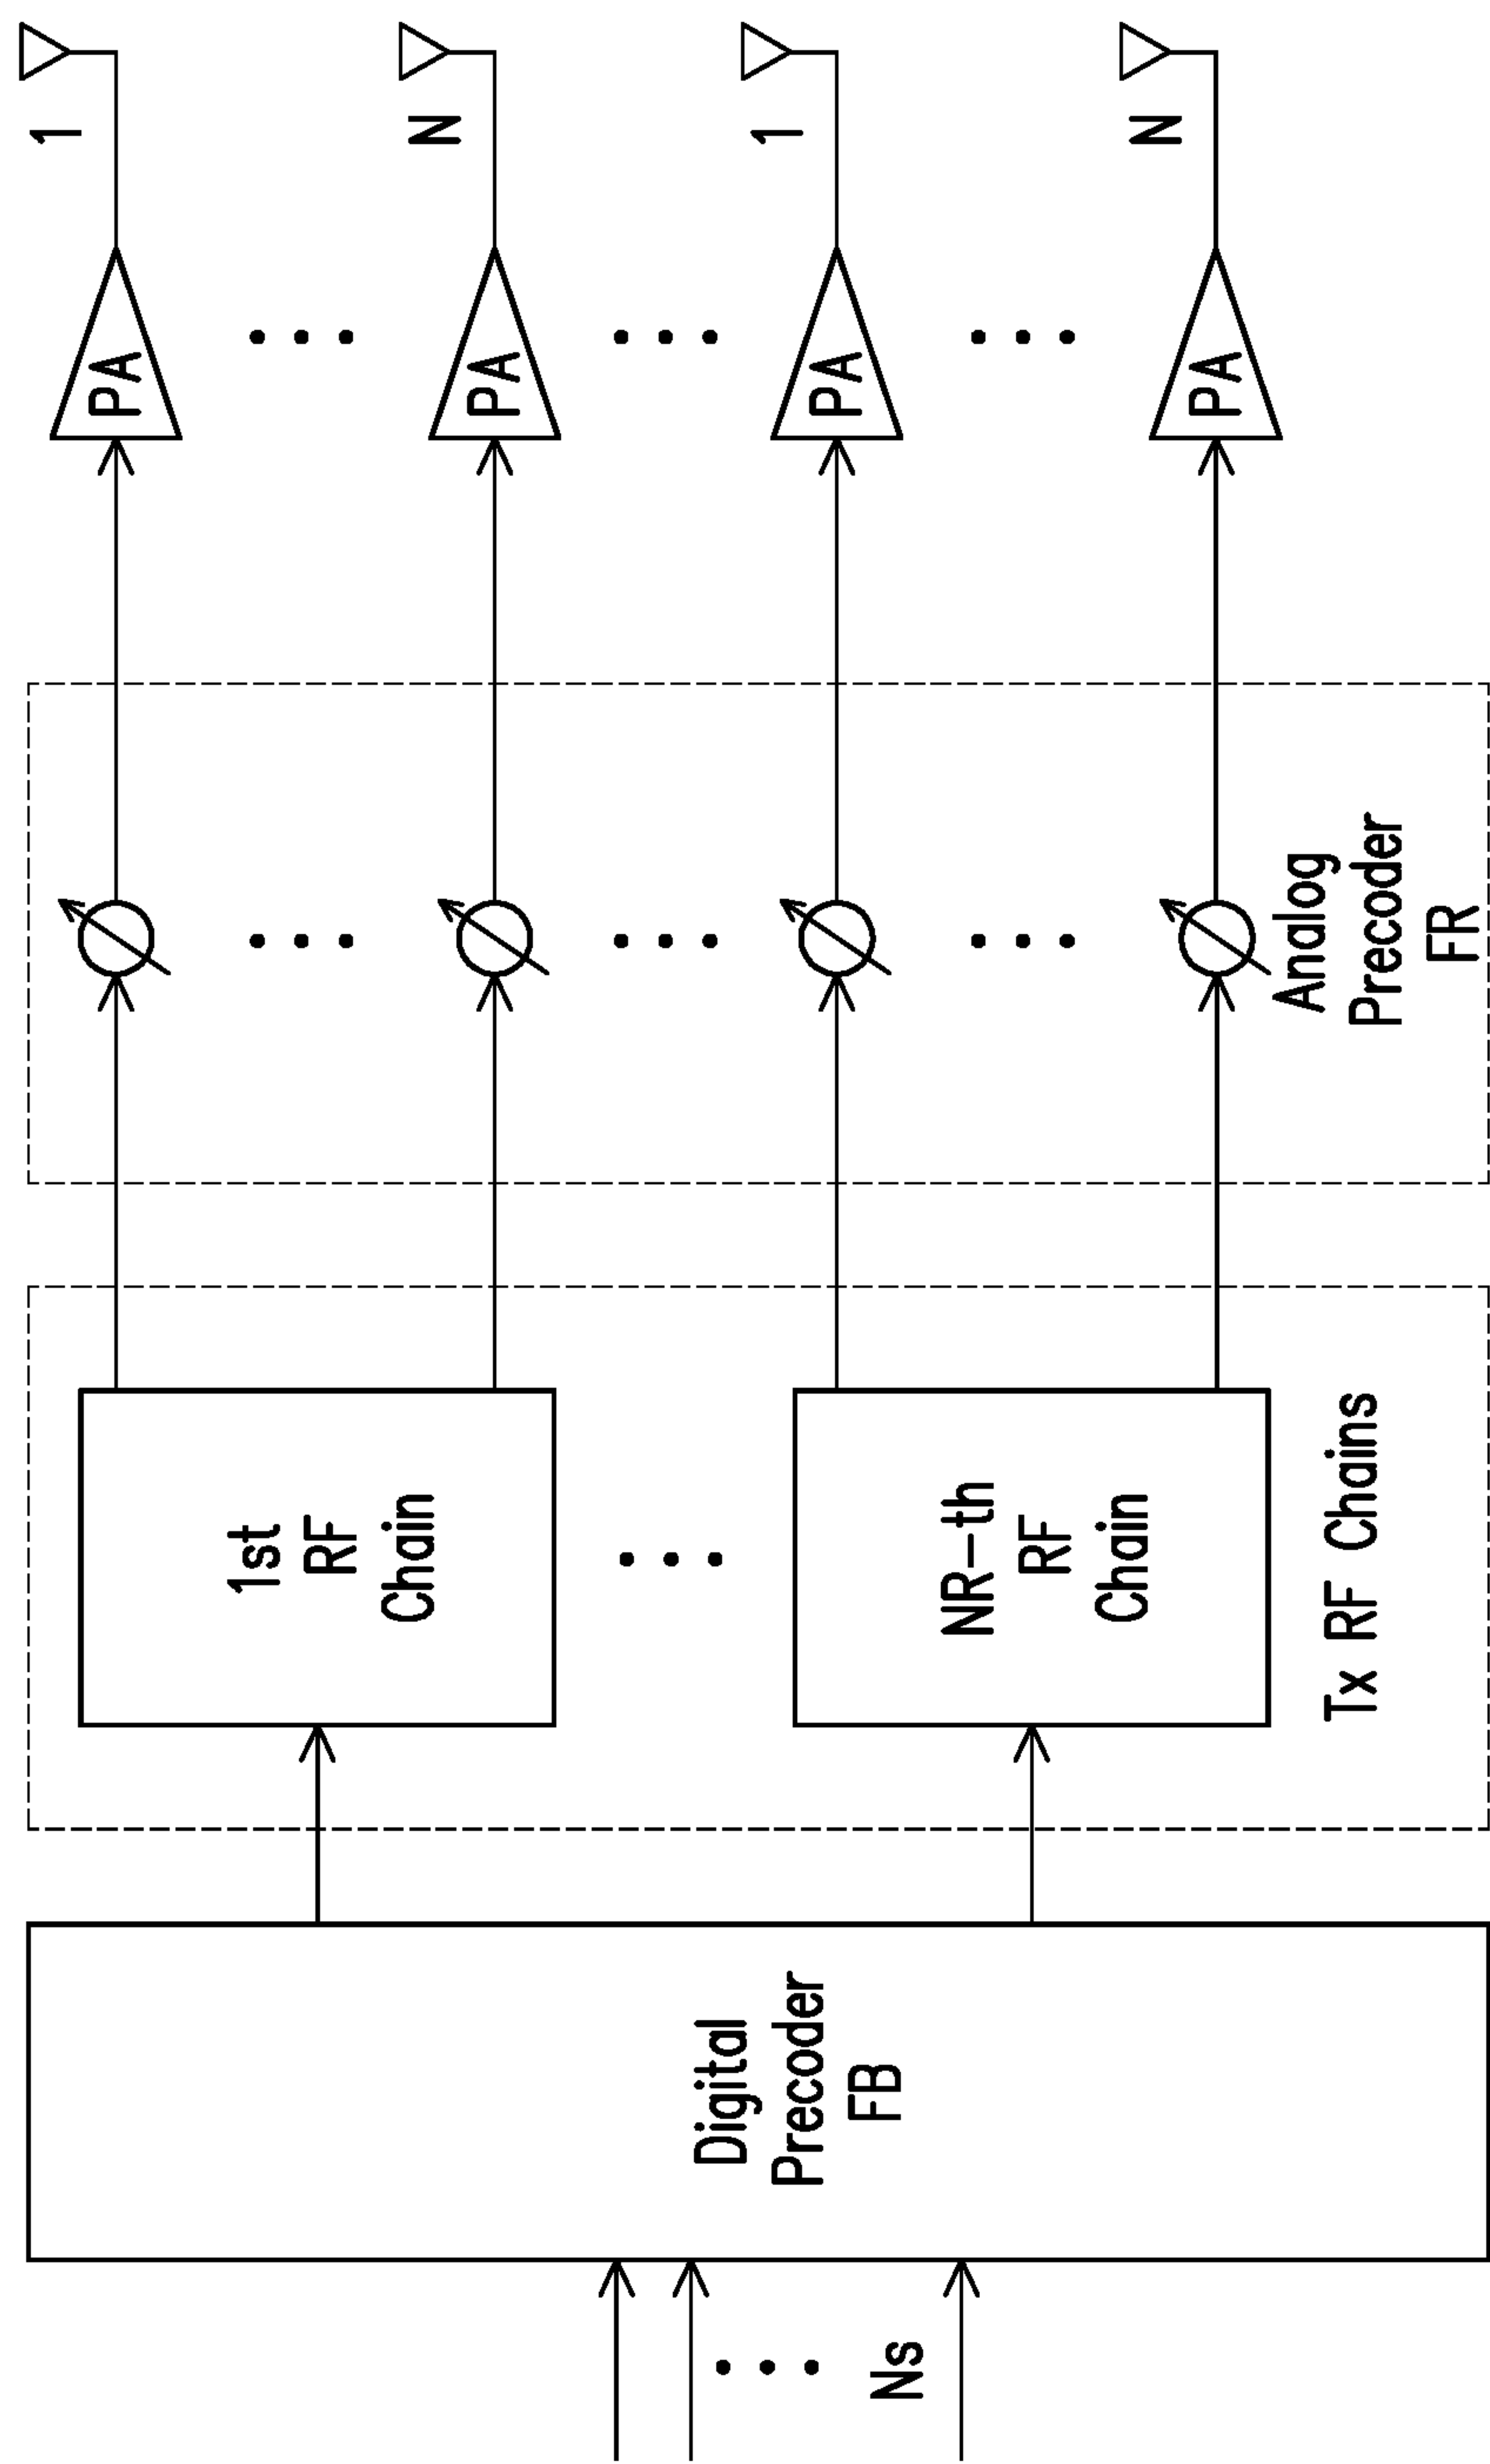 Ns
Digital
Precoder
FB
1st
RF
Chain
NR-th
RF
Chain
Tx RF Chains
Analog
Precoder
FR
PA
PA
PA
PA
1
N
1
N